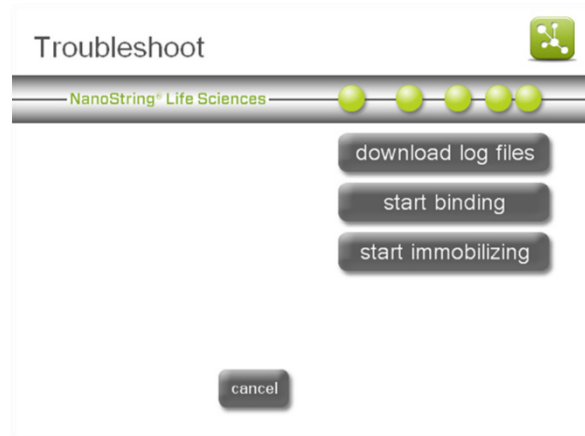 Troubleshoot
NanoString® Life Sciences
download log files
start binding
start immobilizing
cancel